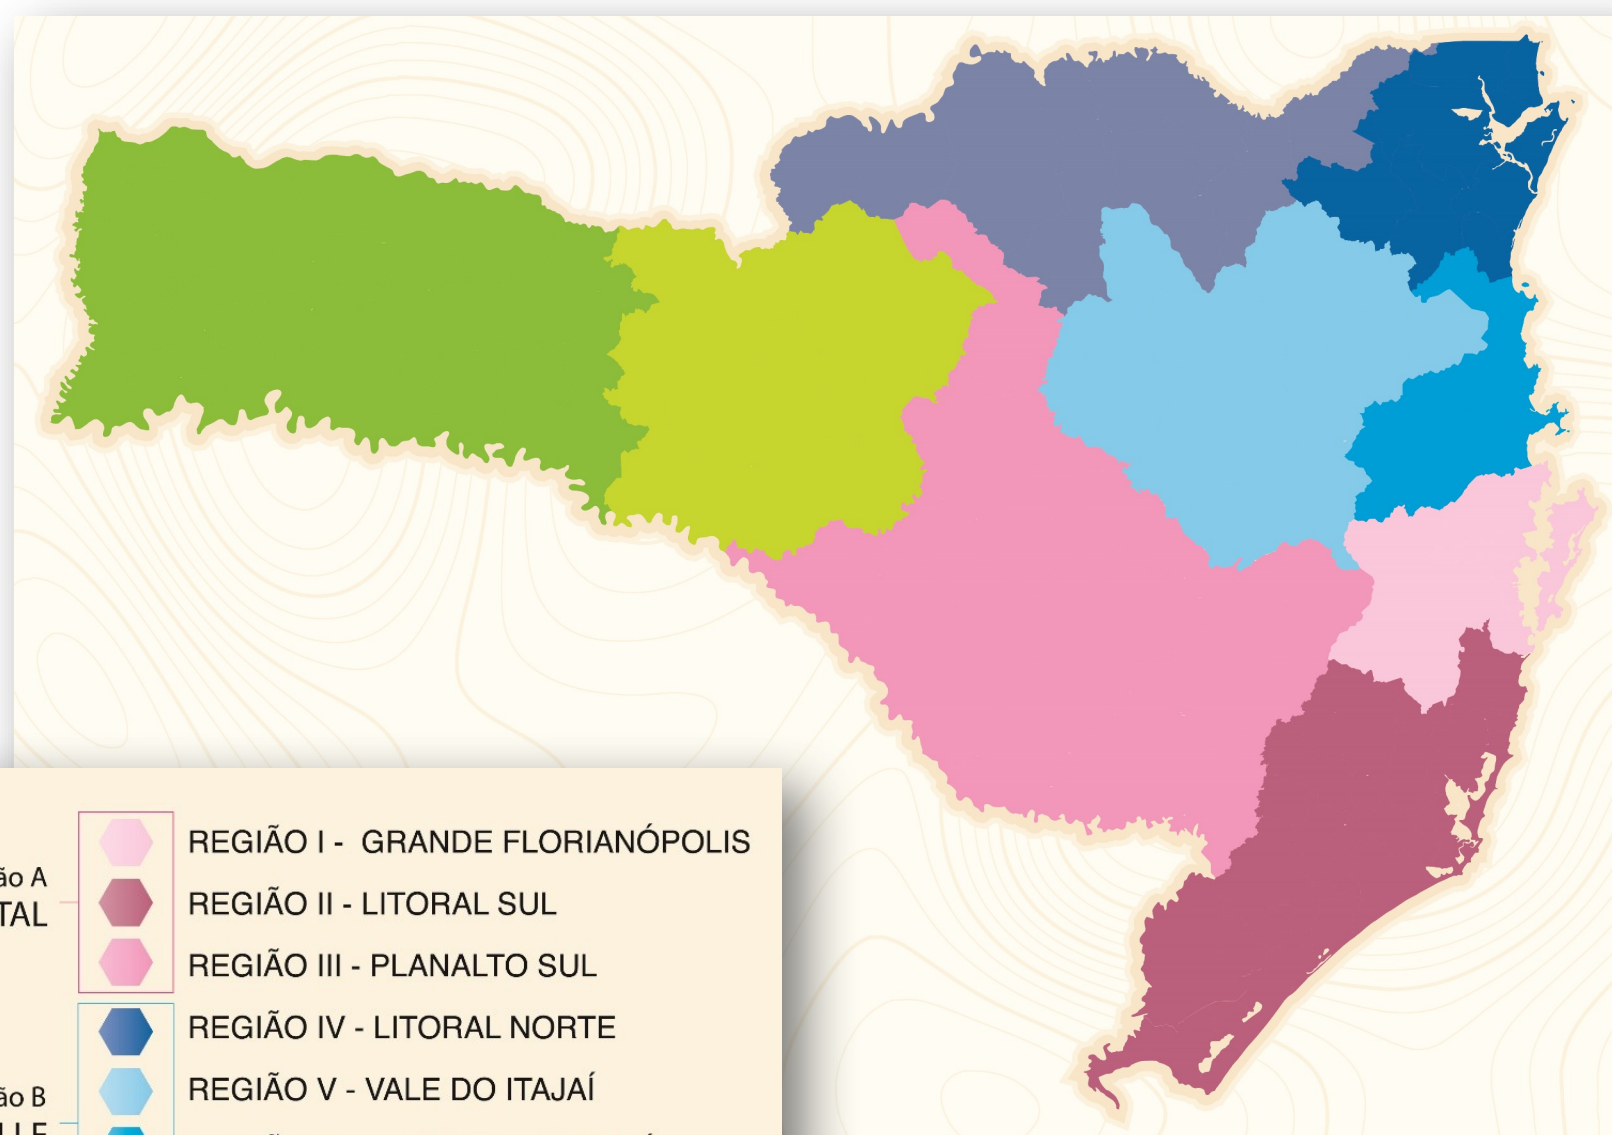 REGIÃO I - GRANDE FLORIANÓPOLIS
ão A
TAL
REGIÃO II - LITORAL SUL
REGIÃO III - PLANALTO SUL
REGIÃO IV - LITORAL NORTE
REGIÃO V - VALE DO ITAJAÍ
ão B